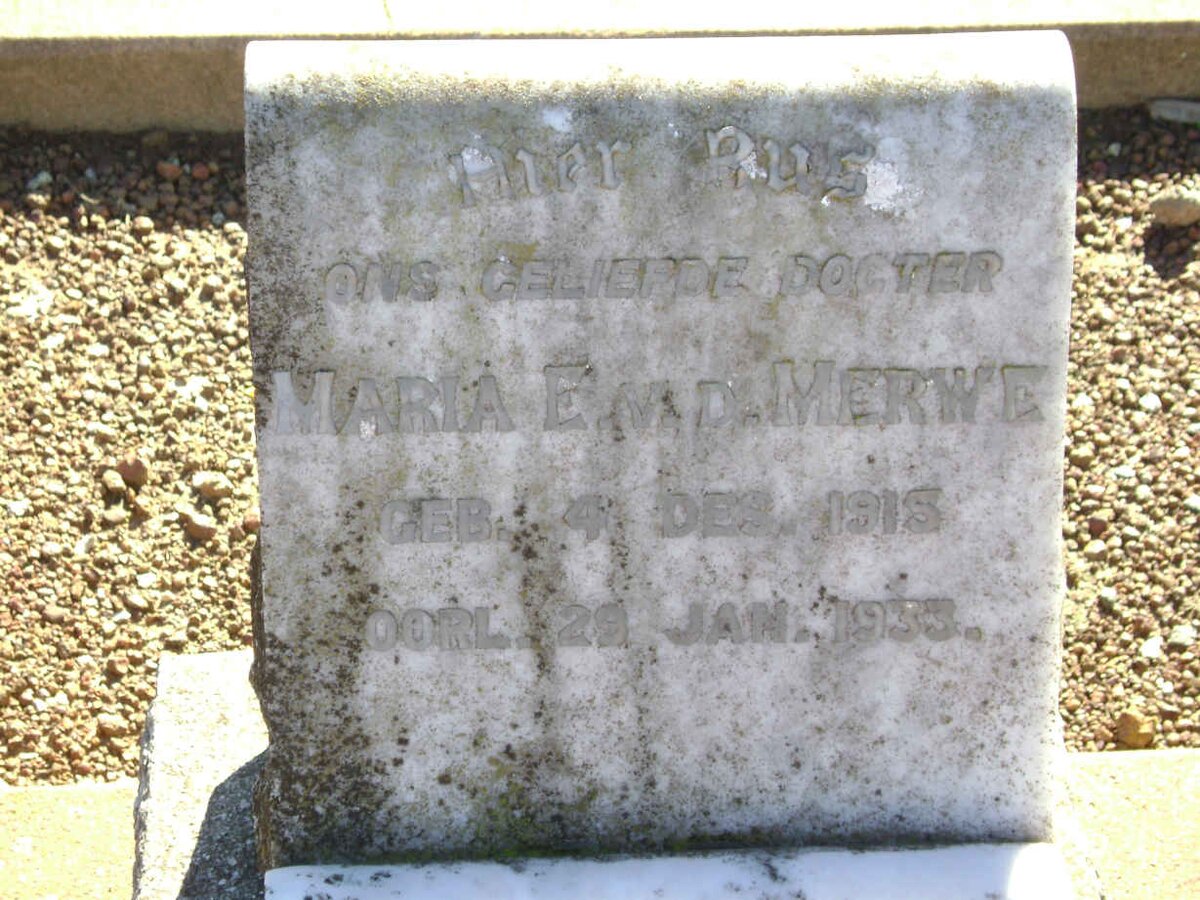 Hier Rus
ONS GELIEFDE DOGTER
MARIA E. V. D. MERWE
GEB. 4 DES. 1915
OORL. 29 JAN. 1933.